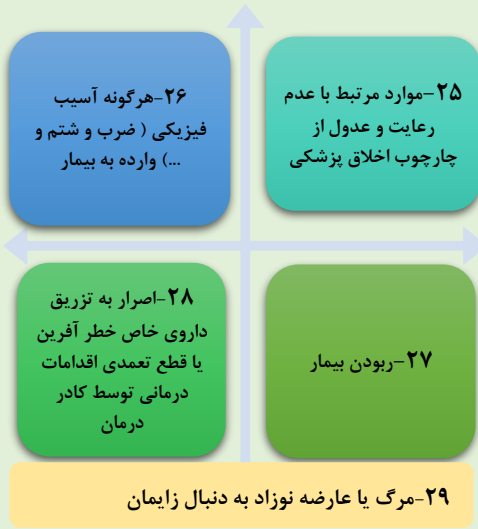 ۲۵-موارد مرتبط با عدم
رعایت و عدول از
چارچوب اخلاق پزشکی
۲۶-هرگونه آسیب
فیزیکی ( ضرب و شتم و
...) وارده به بیمار
۲۷-ربودن بیمار
۲۸-اصرار به تزریق
داروی خاص خطر آفرین
یا قطع تعمدی اقدامات
درمانی توسط کادر
درمان
۲۹-مرگ یا عارضه نوزاد به دنبال زایمان